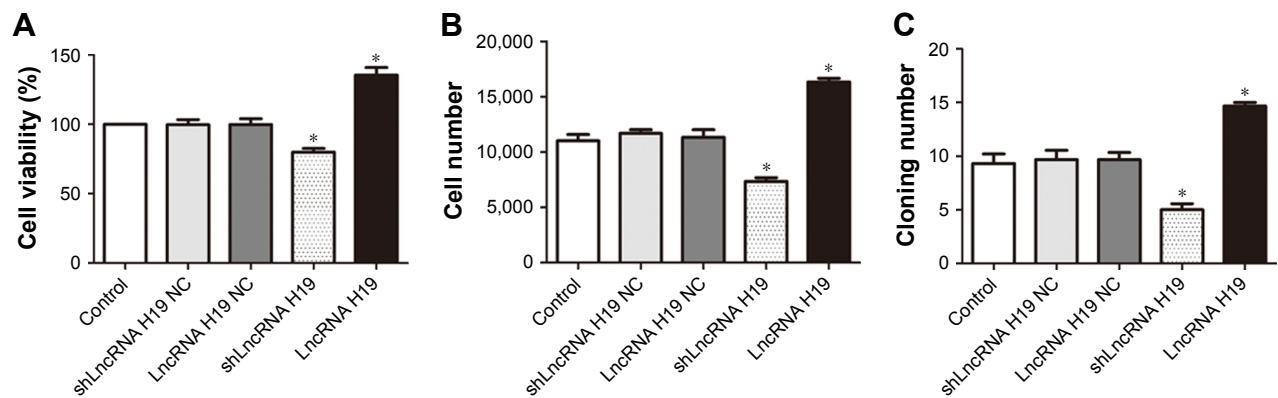 A
Cell viability (%)
150
100
50
0
*
*
Control
shLncRNA H19 NC
LncRNA H19 NC
shLncRNA H19
LncRNA H19
B
Cell number
20,000
15,000
10,000
5,000
0
*
*
Control
shLncRNA H19 NC
LncRNA H19 NC
shLncRNA H19
LncRNA H19
C
Cloning number
20
15
10
5
0
*
*
Control
shLncRNA H19 NC
LncRNA H19 NC
shLncRNA H19
LncRNA H19